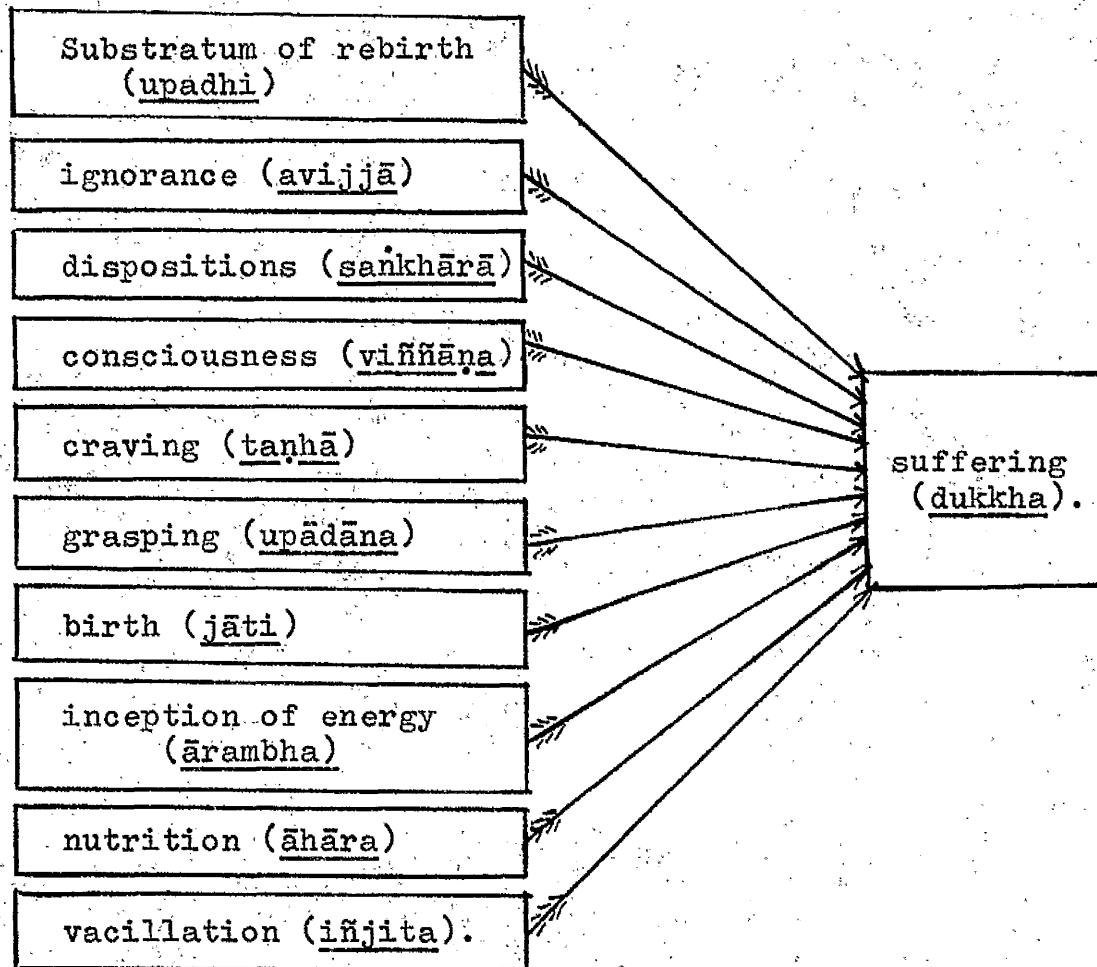 Substratum of rebirth
(upadhi)
ignorance (avijjā)
dispositions (saṅkhārā)
consciousness (viññāṇa)
craving (taṇhā)
grasping (upādāna)
birth (jāti)
inception of energy
(ārambha)
nutrition (āhāra)
vacillation (iñjita).
suffering
(dukkha).